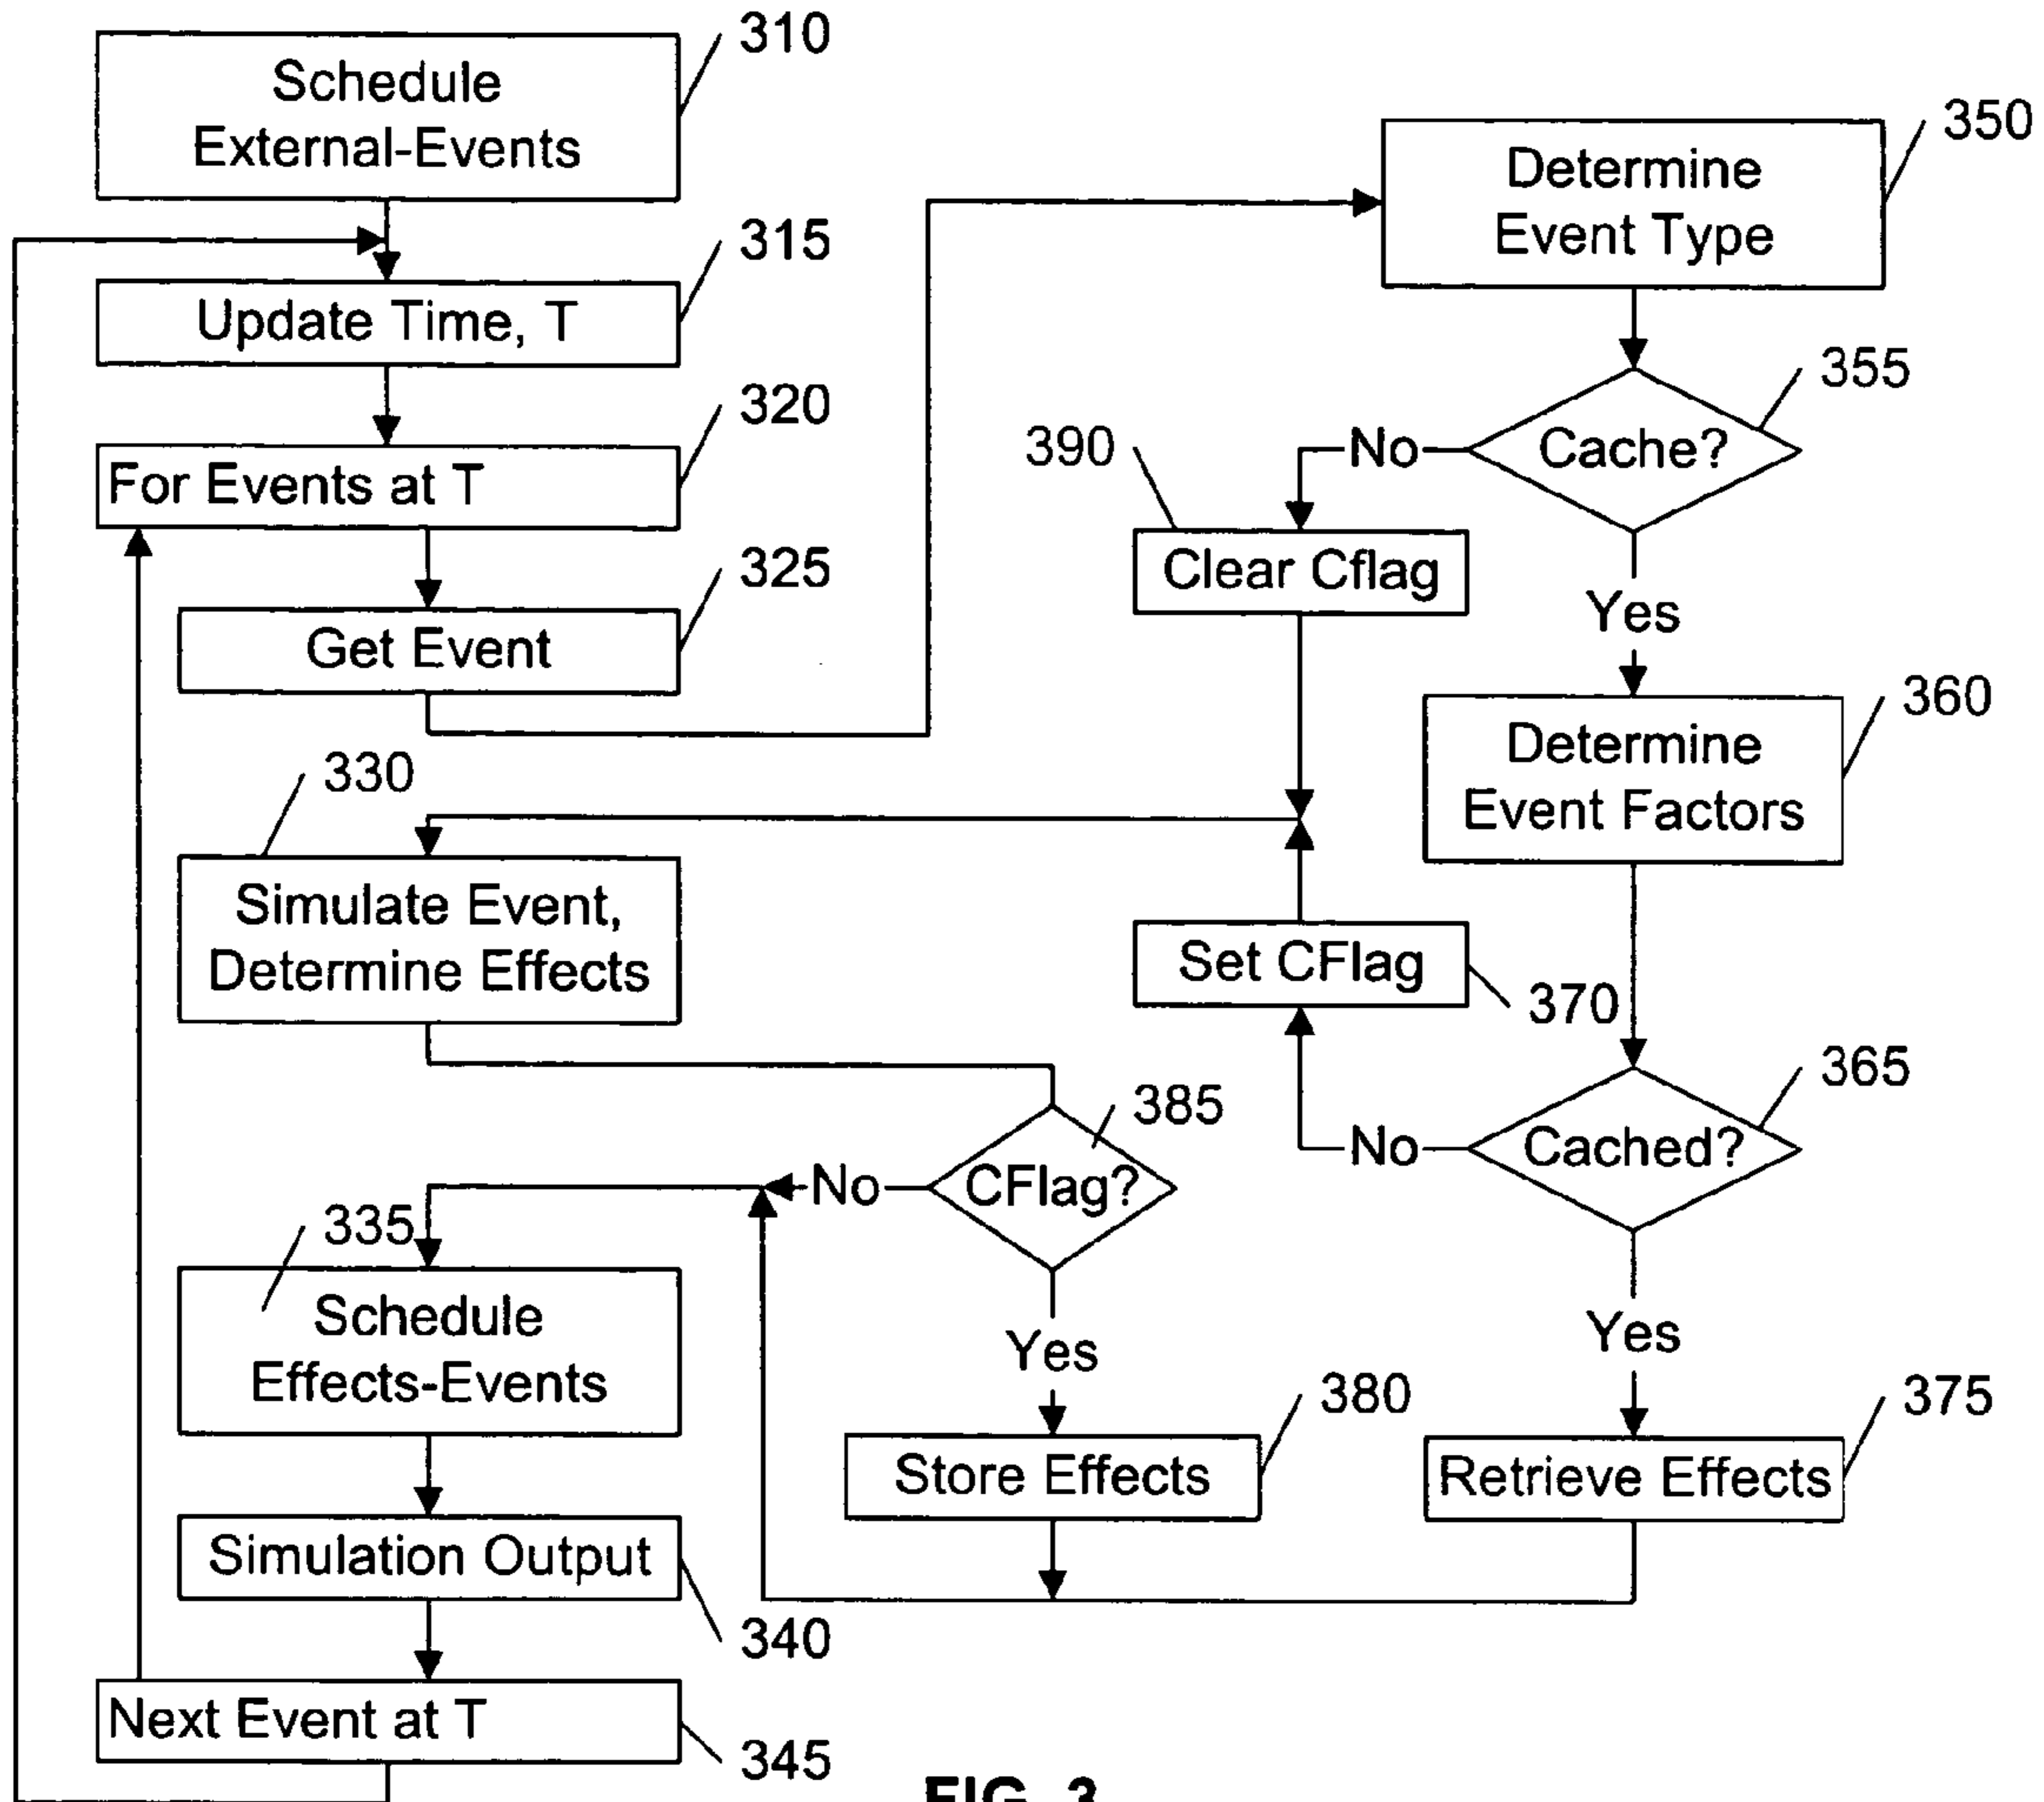 310
Schedule
External-Events
315
Update Time, T
320
For Events at T
325
Get Event
330
Simulate Event,
Determine Effects
335
Schedule
Effects-Events
Simulation Output
340
Next Event at T
345
350
Determine
Event Type
355
Cache?
No
390
Clear Cflag
Yes
360
Determine
Event Factors
Set CFlag
370
365
Cached?
No
Yes
375
Retrieve Effects
385
CFlag?
No
Yes
380
Store Effects
FIG. 3